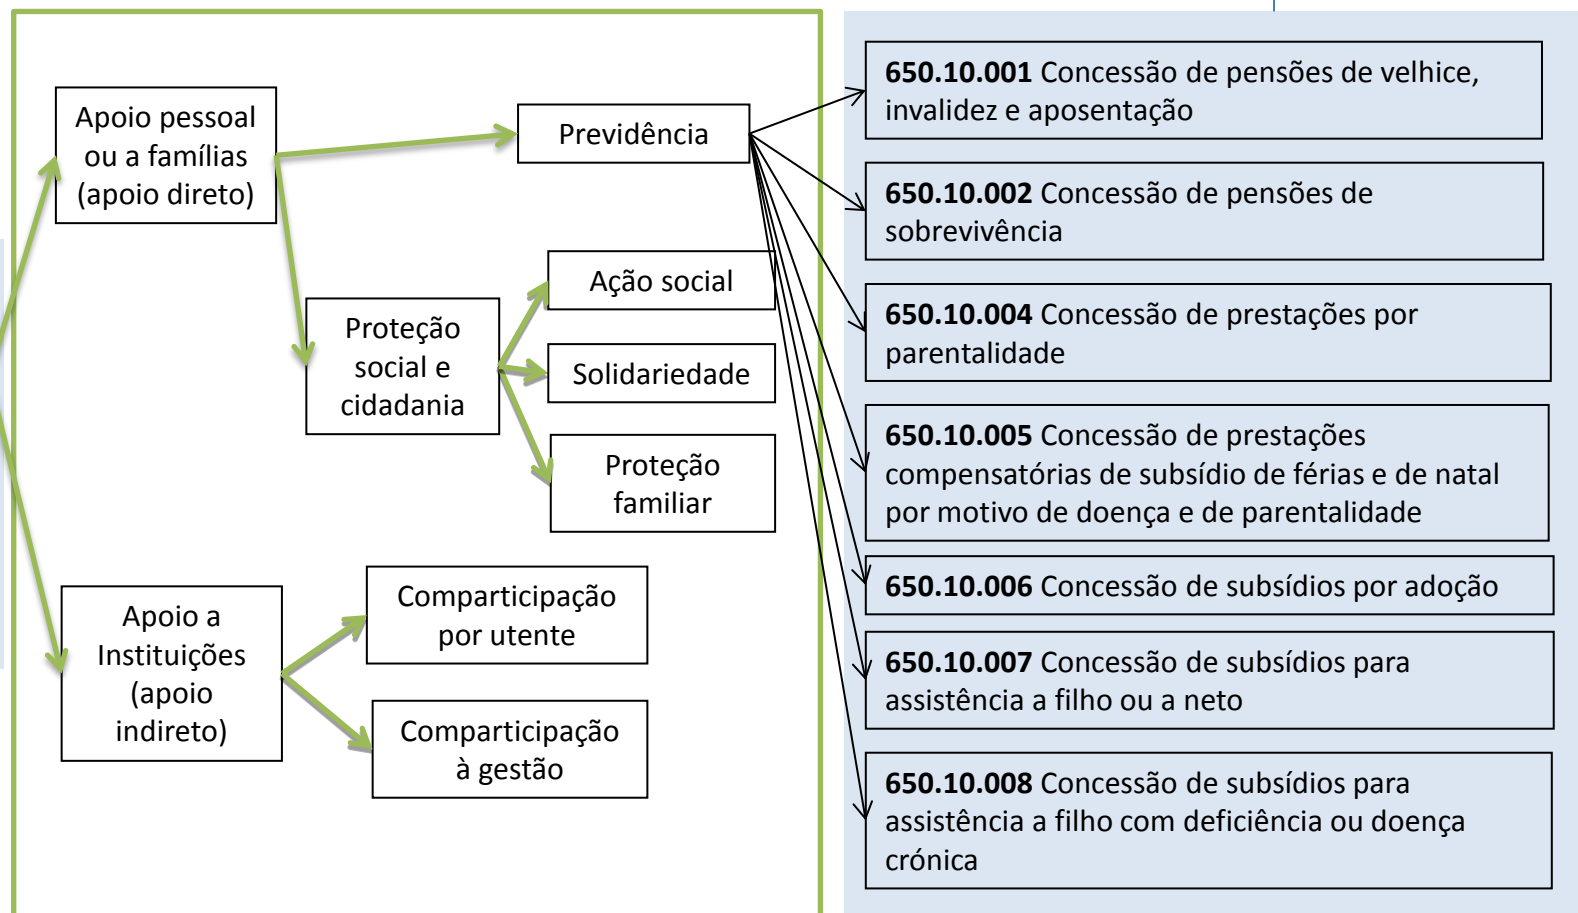 Apoio pessoal
ou a famílias
(apoio direto)
Previdência
Ação social
Proteção
social e
cidadania
Solidariedade
Proteção
familiar
Apoio a
Instituições
(apoio
indireto)
Comparticipação
por utente
Comparticipação
à gestão
650.10.001 Concessão de pensões de velhice,
invalidez e aposentação
650.10.002 Concessão de pensões de
sobrevivência
650.10.004 Concessão de prestações por
parentalidade
650.10.005 Concessão de prestações
compensatórias de subsídio de férias e de natal
por motivo de doença e de parentalidade
650.10.006 Concessão de subsídios por adoção
650.10.007 Concessão de subsídios para
assistência a filho ou a neto
650.10.008 Concessão de subsídios para
assistência a filho com deficiência ou doença
crónica